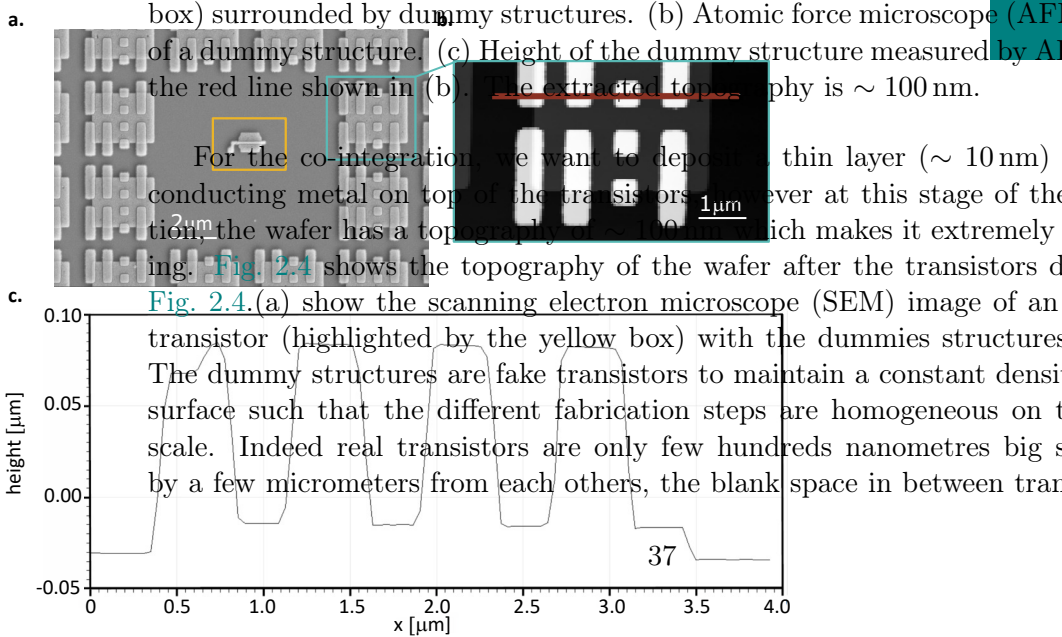 box) surrounded by dummy structures. (b) Atomic force microscope (AF
a.
b.
of a dummy structure. (c) Height of the dummy structure measured by A
the red line shown in (b). The extracted topography is ∼ 100 nm.
For the co-integration, we want to deposit a thin layer (∼ 10 nm)
conducting metal on top of the transistors, however at this stage of the
2µm
1µm
tion, the wafer has a topography of ∼ 100 nm which makes it extremely
ing. Fig. 2.4 shows the topography of the wafer after the transistors d
c.
Fig. 2.4.(a) show the scanning electron microscope (SEM) image of an
transistor (highlighted by the yellow box) with the dummies structures
The dummy structures are fake transistors to maintain a constant densit
surface such that the different fabrication steps are homogeneous on t
scale. Indeed real transistors are only few hundreds nanometres big s
by a few micrometers from each others, the blank space in between tran
37
height [µm]
0.10
0.05
0.00
-0.05
0 0.5 1.0 1.5 2.0 2.5 3.0 3.5 4.0
x [µm]